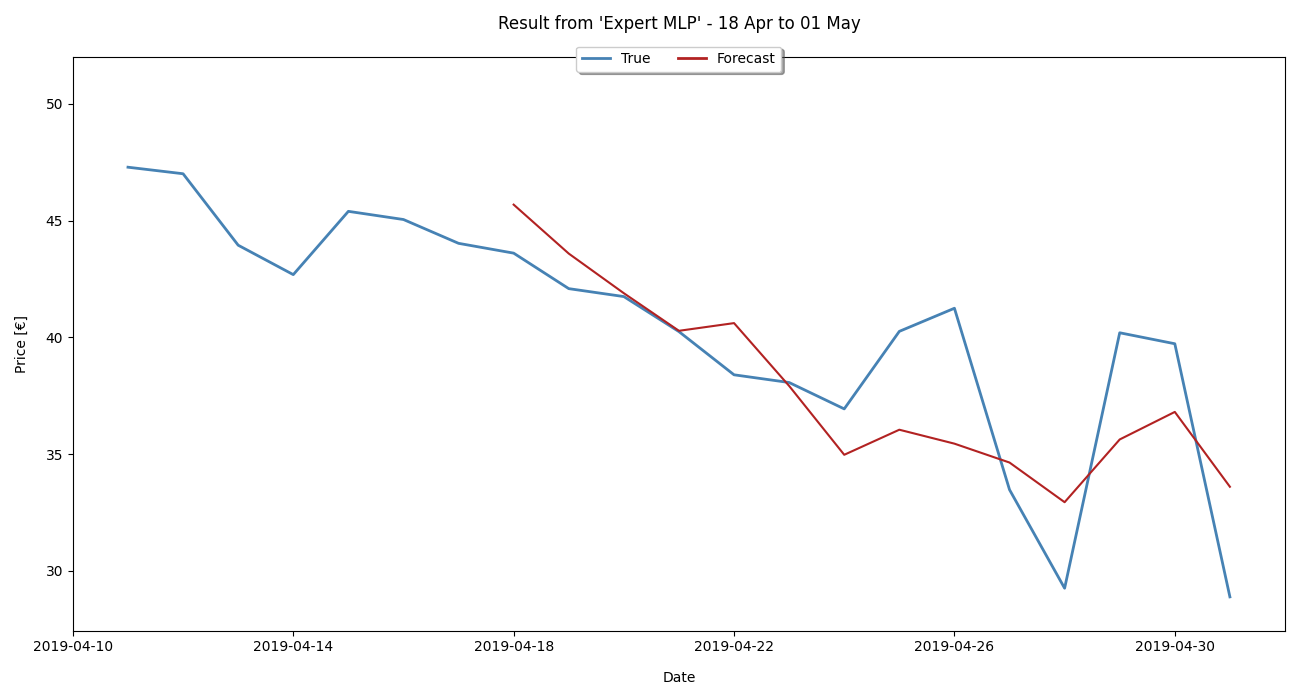 Result from 'Expert MLP' - 18 Apr to 01 May
True Forecast
50
45
40
35
30
Price [€]
2019-04-10 2019-04-14 2019-04-18 2019-04-22 2019-04-26 2019-04-30
Date